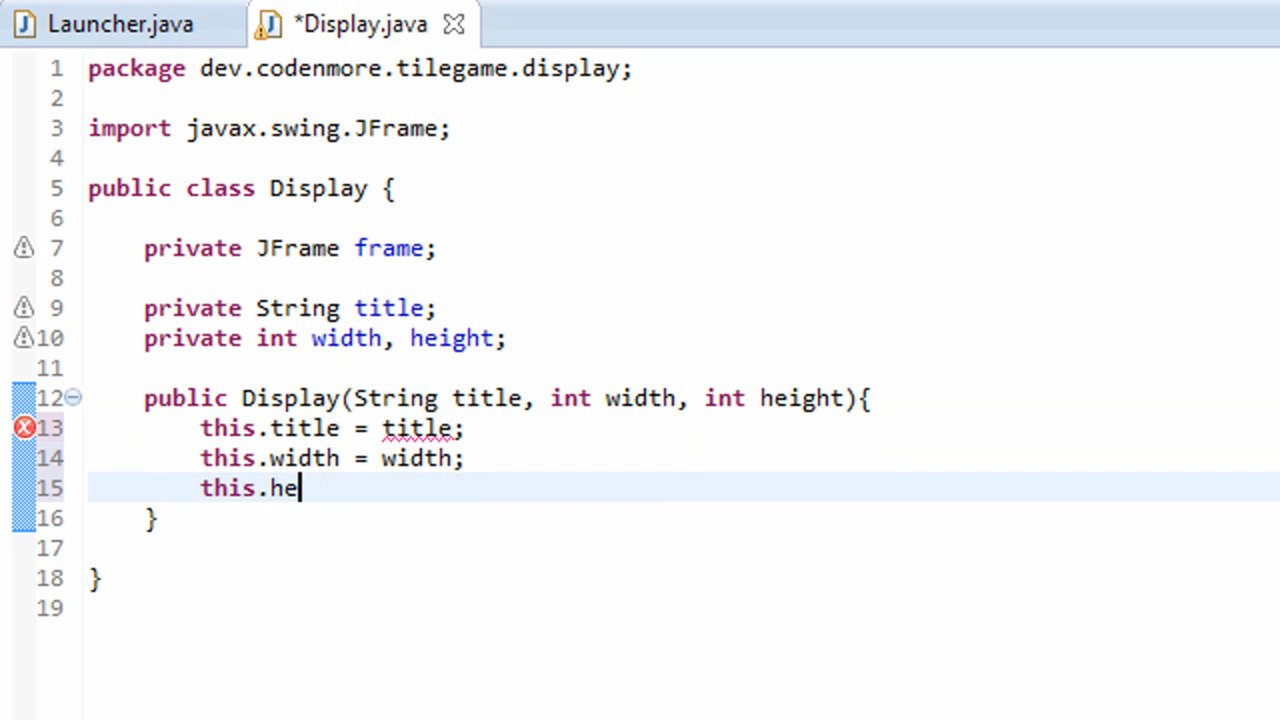 Launcher.java
*Display.java
1 package dev.codenmore.tilegame.display;
2
3 import javax.swing.JFrame;
4
5 public class Display {
6
7 private JFrame frame;
8
9 private String title;
10 private int width, height;
11
12 public Display(String title, int width, int height){
13 this.title = title;
14 this.width = width;
15 this.he
16 }
17
18 }
19